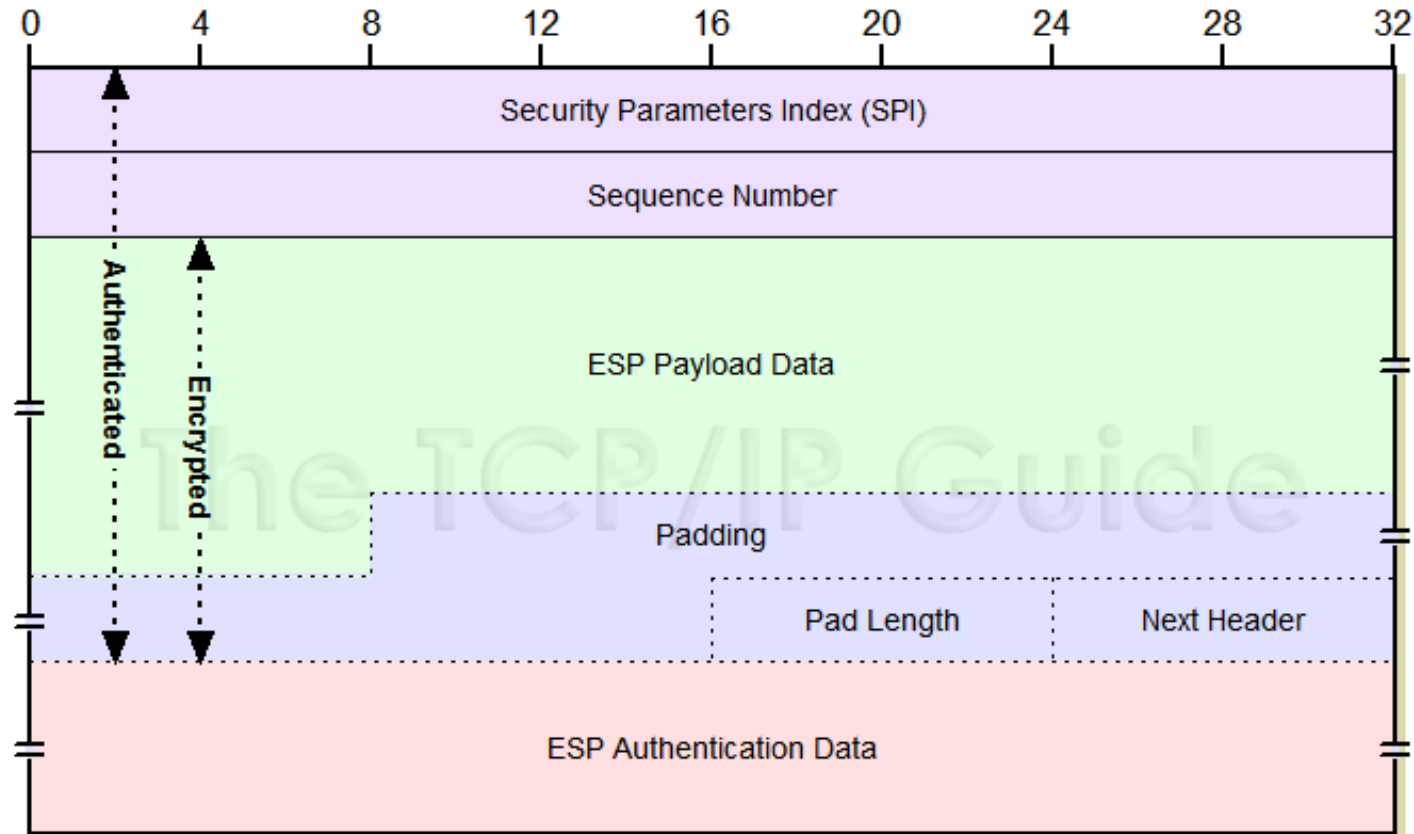 0 4 8 12 16 20 24 28 32
Security Parameters Index (SPI)
Sequence Number
Authenticated
Encrypted
ESP Payload Data
The TCP/IP Guide
Padding
Pad Length
Next Header
ESP Authentication Data